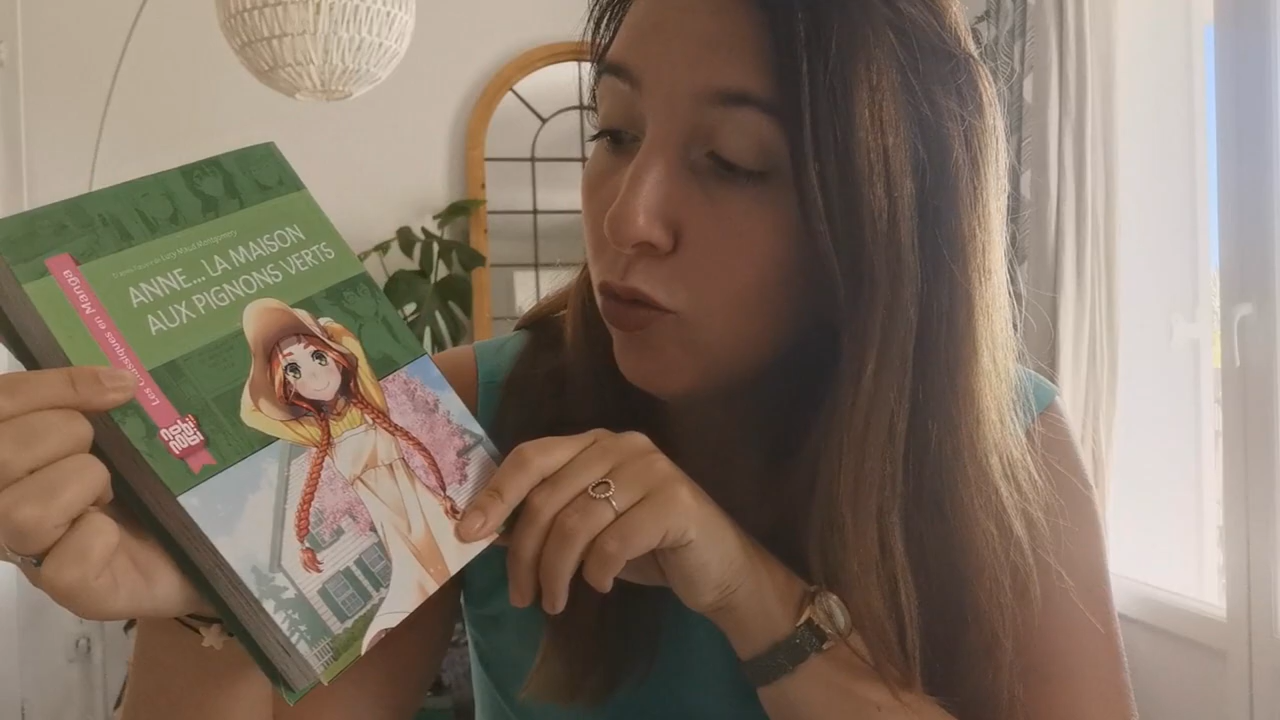 D'après l'œuvre de Lucy Maud Montgomery
ANNE... LA MAISON
AUX PIGNONS VERTS
Les Classiques en Manga
nobi
nobi!